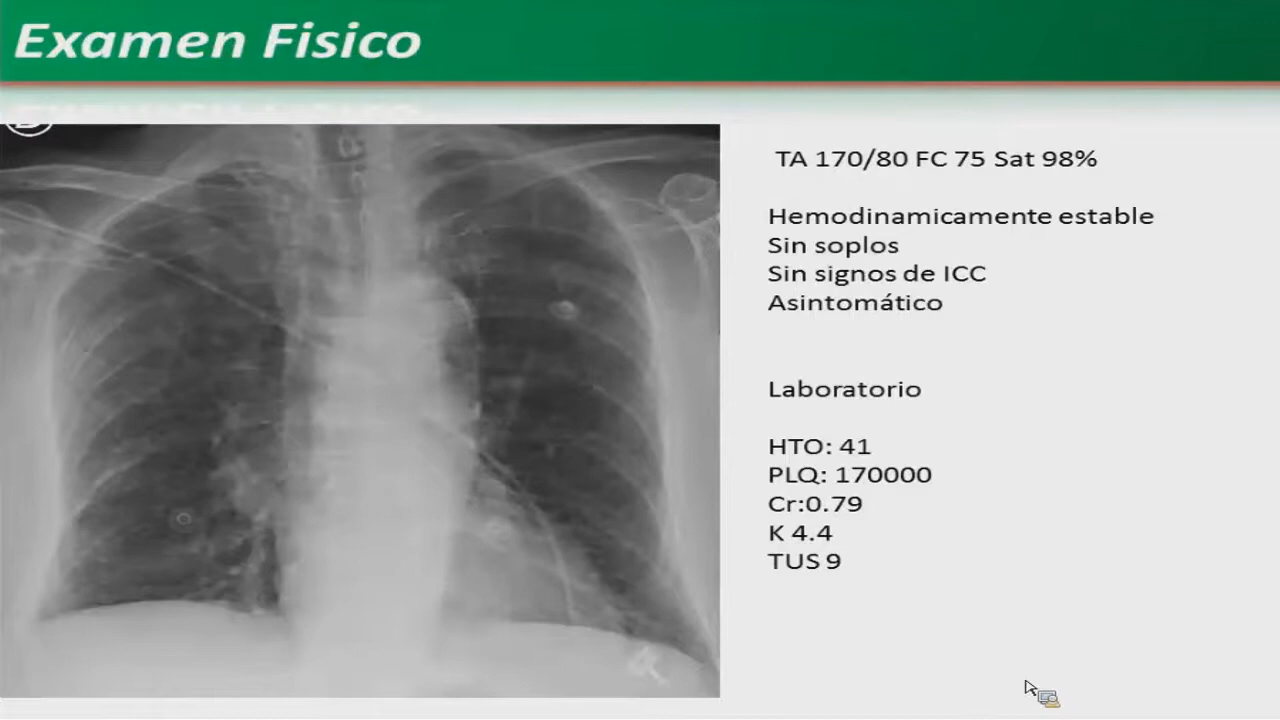 Examen Fisico
TA 170/80 FC 75 Sat 98%
Hemodinamicamente estable
Sin soplos
Sin signos de ICC
Asintomático
Laboratorio
HTO: 41
PLQ: 170000
Cr:0.79
K 4.4
TUS 9